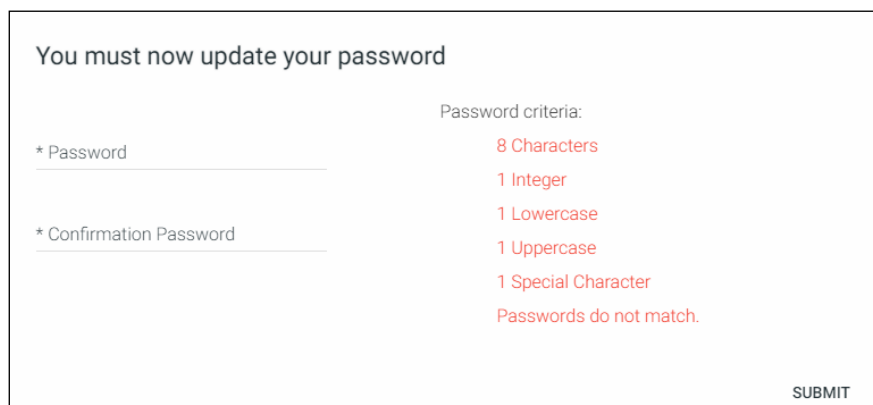 You must now update your password
* Password
* Confirmation Password
Password criteria:
8 Characters
1 Integer
1 Lowercase
1 Uppercase
1 Special Character
Passwords do not match.
SUBMIT